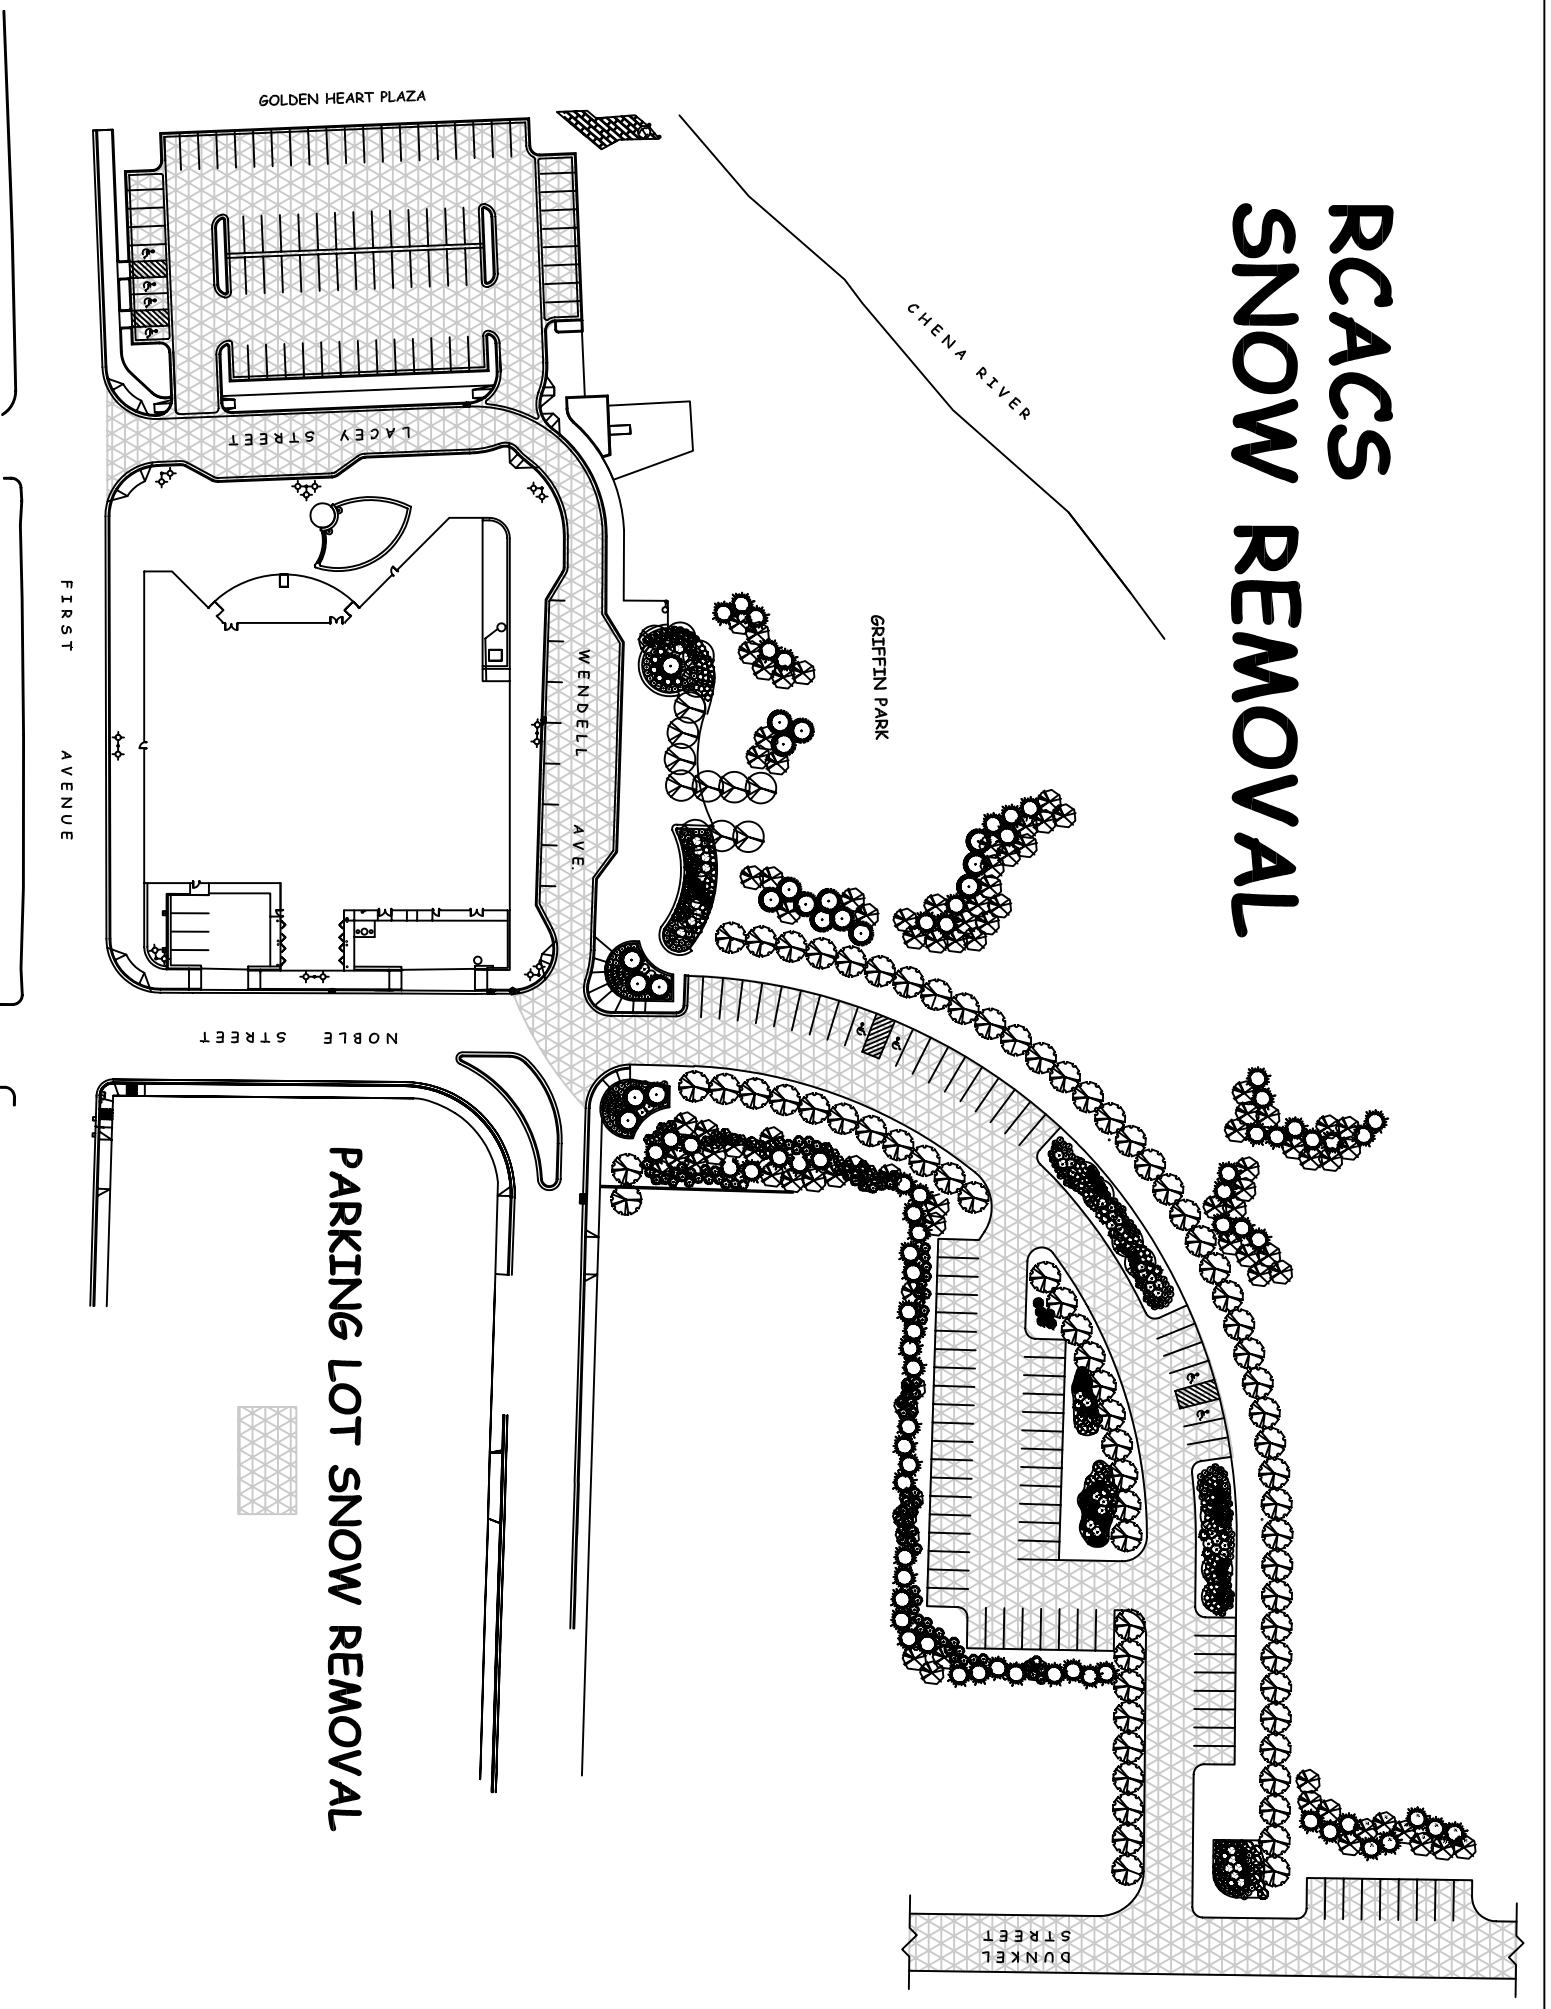 RCACS
SNOW REMOVAL
GOLDEN HEART PLAZA
CHENA RIVER
GRIFFIN PARK
LACEY STREET
WENDELL AVE.
FIRST AVENUE
NOBLE STREET
PARKING LOT SNOW REMOVAL
DUNKEL
STREET